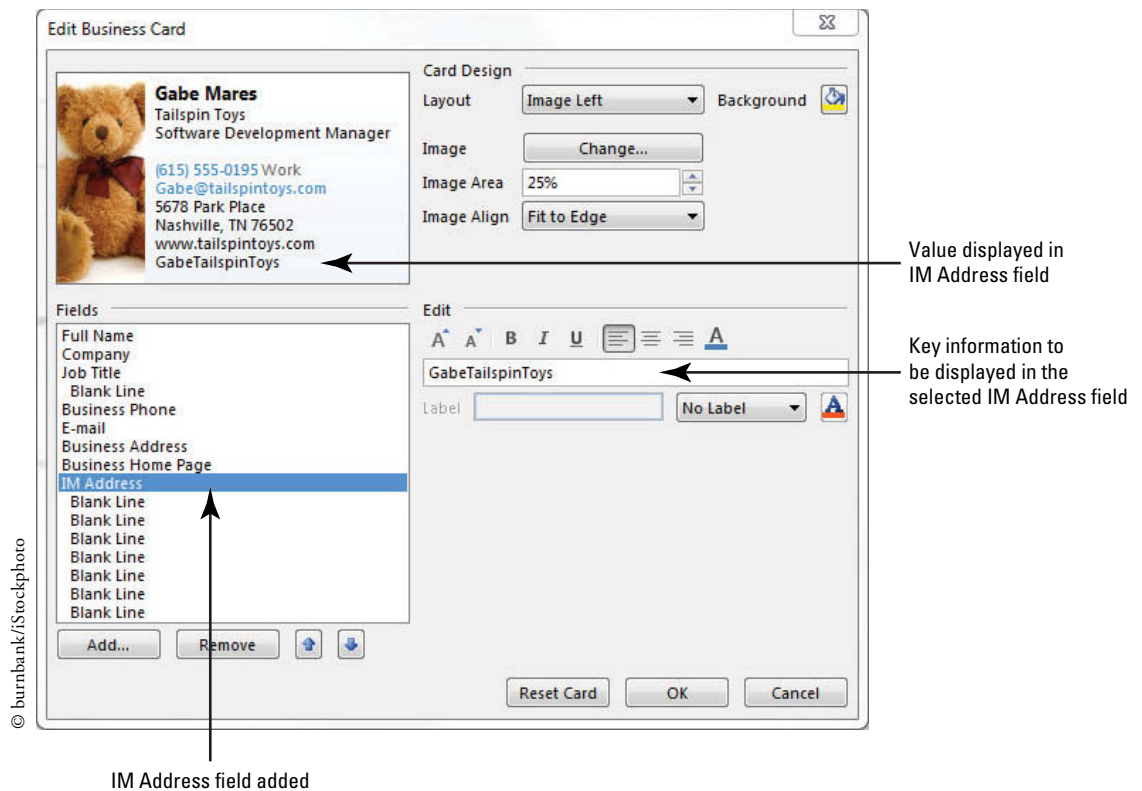 Edit Business Card
Gabe Mares
Tailspin Toys
Software Development Manager
(615) 555-0195 Work
Gabe@tailspintoys.com
5678 Park Place
Nashville, TN 76502
www.tailspintoys.com
GabeTailspinToys
Card Design
Layout Image Left Background
Image Change...
Image Area 25%
Image Align Fit to Edge
Value displayed in
IM Address field
Fields
Full Name
Company
Job Title
Blank Line
Business Phone
E-mail
Business Address
Business Home Page
IM Address
Blank Line
Blank Line
Blank Line
Blank Line
Blank Line
Blank Line
Blank Line
Add... Remove
Edit
A A B I U A
GabeTailspinToys
Label No Label A
Key information to
be displayed in the
selected IM Address field
Reset Card OK Cancel
© burnbank/iStockphoto
IM Address field added